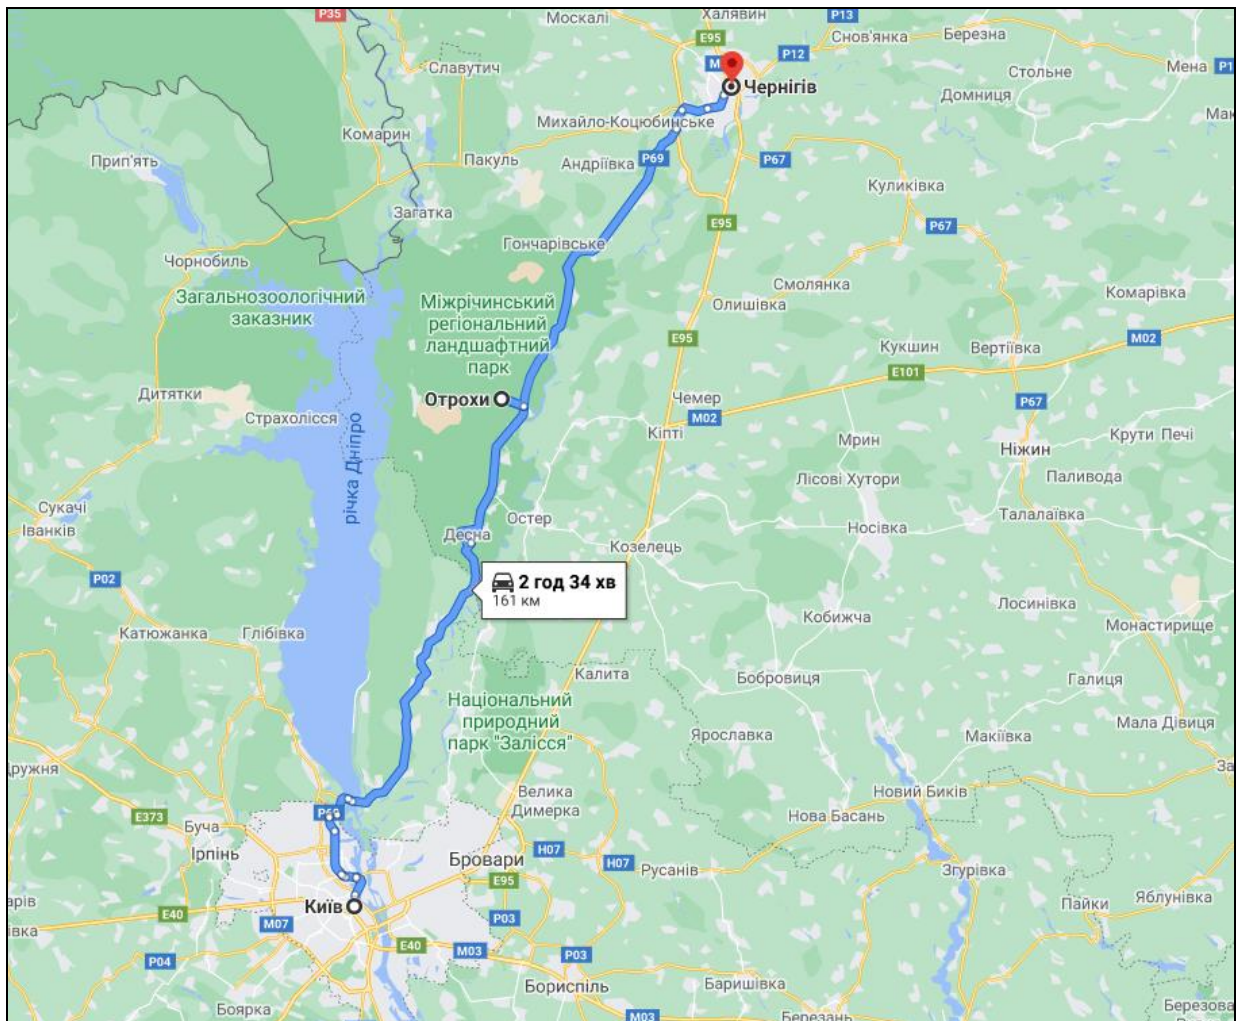 P35
Москалі
Халявин
P13
E95
Снов'янка
Березна
P12
Славутич
M
Стольне
Мена
P1
Чернігів
Домниця
Мак
Комарин
Михайло-Коцюбинське
Прип'ять
Пакуль
Андріївка
P69
P67
Куликівка
Загатка
E95
P67
Гончарівське
Чорнобиль
Загальнозоологічний
заказник
Міжрічинський
регіональний
ландшафтний
парк
Смолянка
Олишівка
Комарівка
E95
Кукшин
Вертіївка
M02
E101
Дитятки
Отрохи
Чемер
P67
Страхолісся
M02
Кіпті
Мрин
Крути Печі
Ніжин
річка Дніпро
Лісові Хутори
Паливода
Сукачі
Іванків
Остер
Талалаївка
Десна
Носівка
Козелець
P02
2 год 34 хв
161 км
Лосинівка
Кобижча
Катюжанка
Глібівка
Монастирище
Калита
Бобровиця
Галиця
Національний
природний
парк "Залісся"
Мала Дівиця
Ярославка
Макіївка
Дружня
За
Велика
Димерка
Новий Биків
P69
E373
Нова Басань
Буча
Ірпінь
Бровари
H07
H07
Русанів
Згурівка
E95
Київ
арів
E40
P03
Яблунівка
Пайки
івка
M07
E40
M03
P03
P04
Бориспіль
Баришівка
Боярка
Березова
M03
Березань